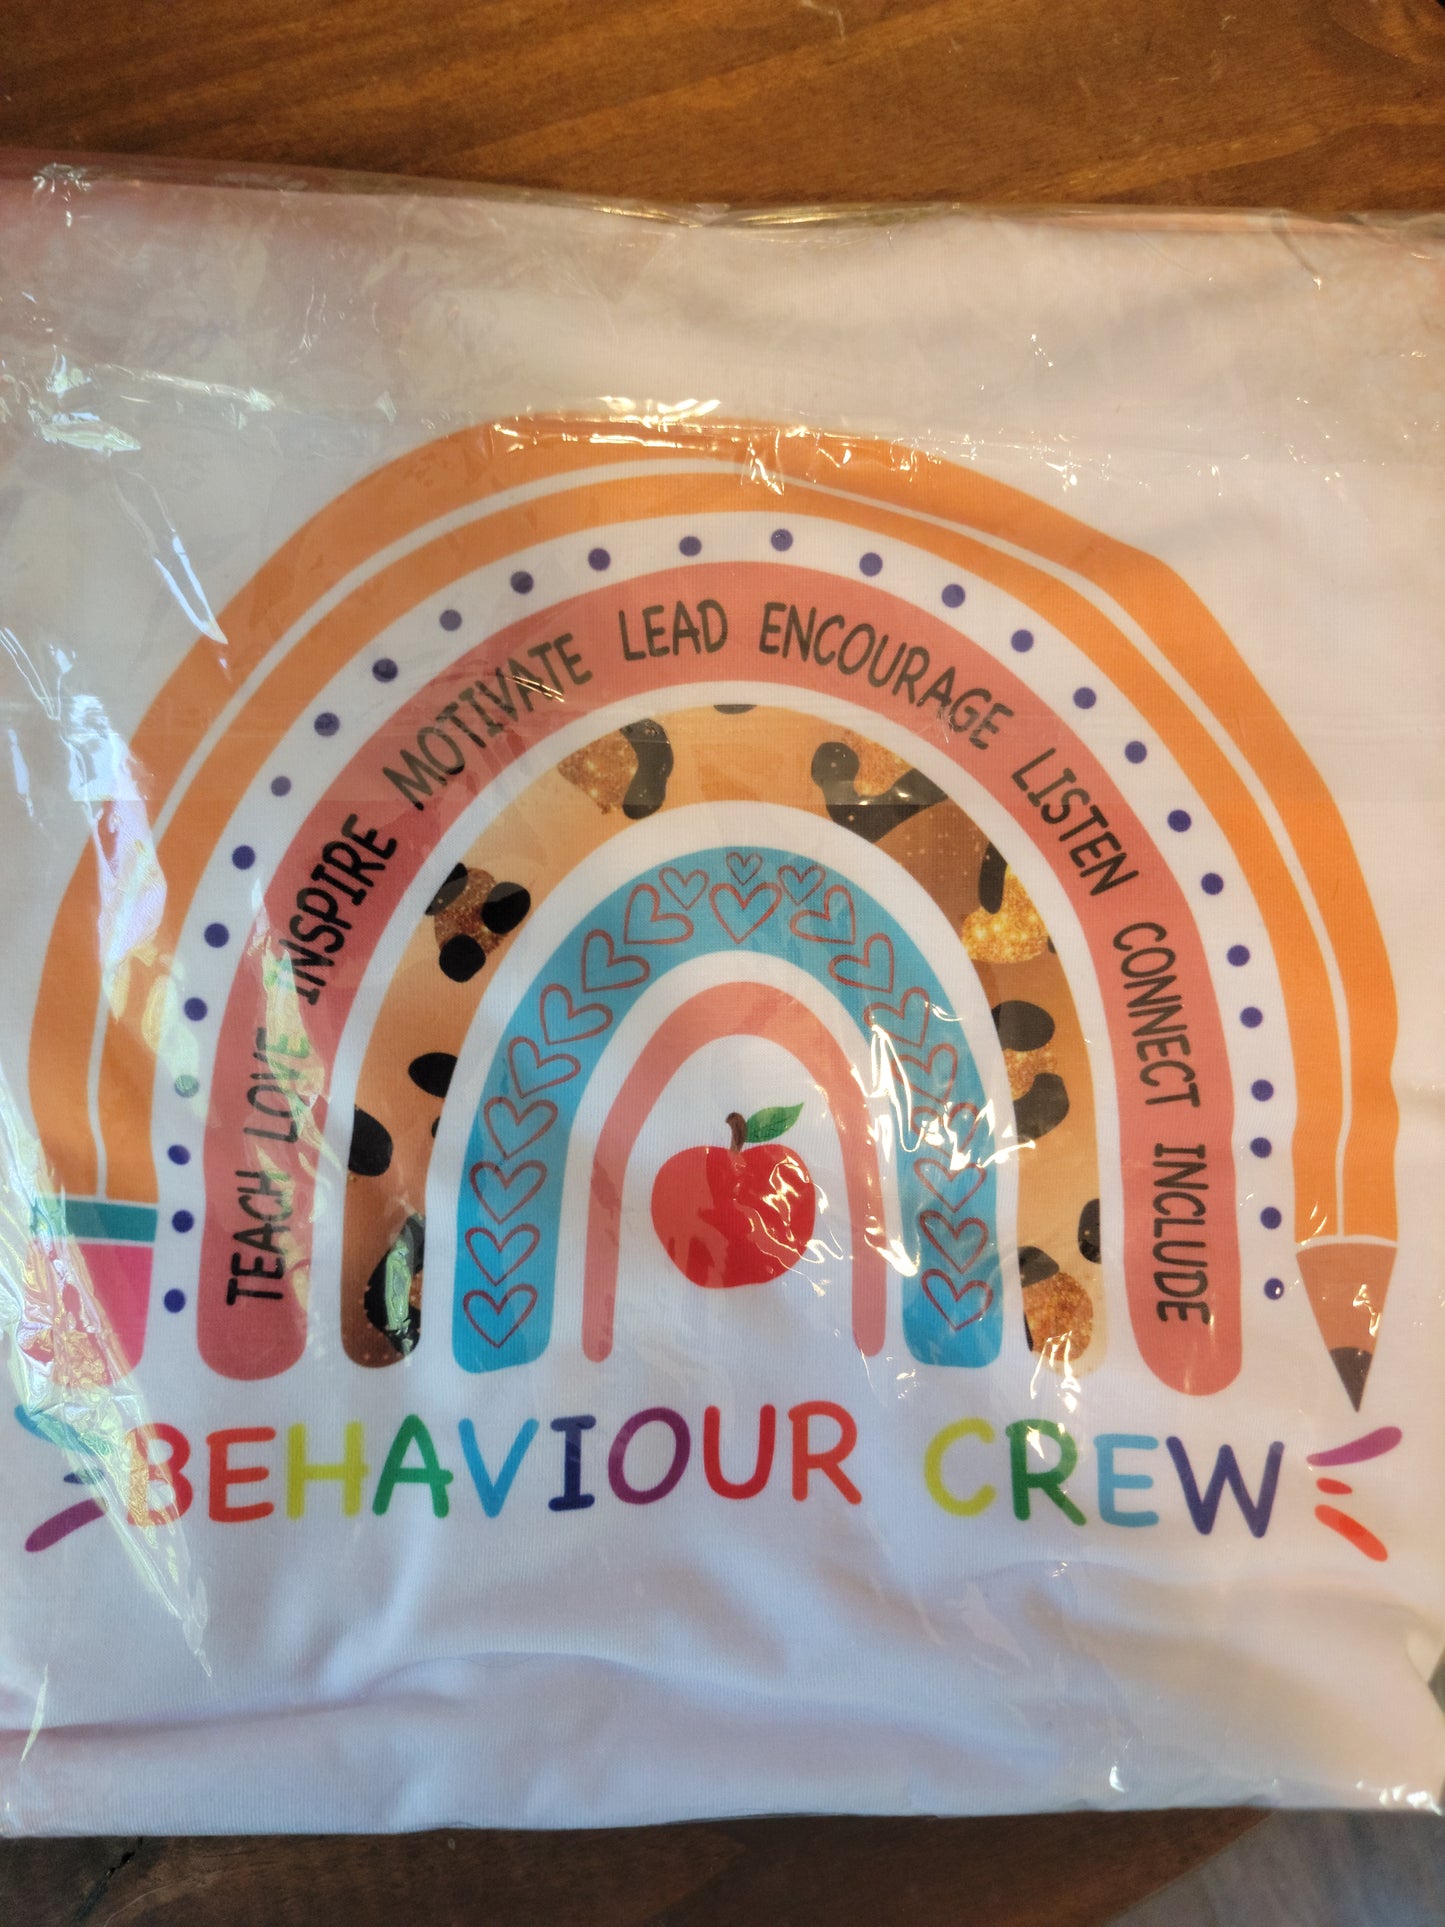 TEACH LOVE INSPIRE MOTIVATE LEAD ENCOURAGE LISTEN CONNECT INCLUDE
BEHAVIOUR CREW